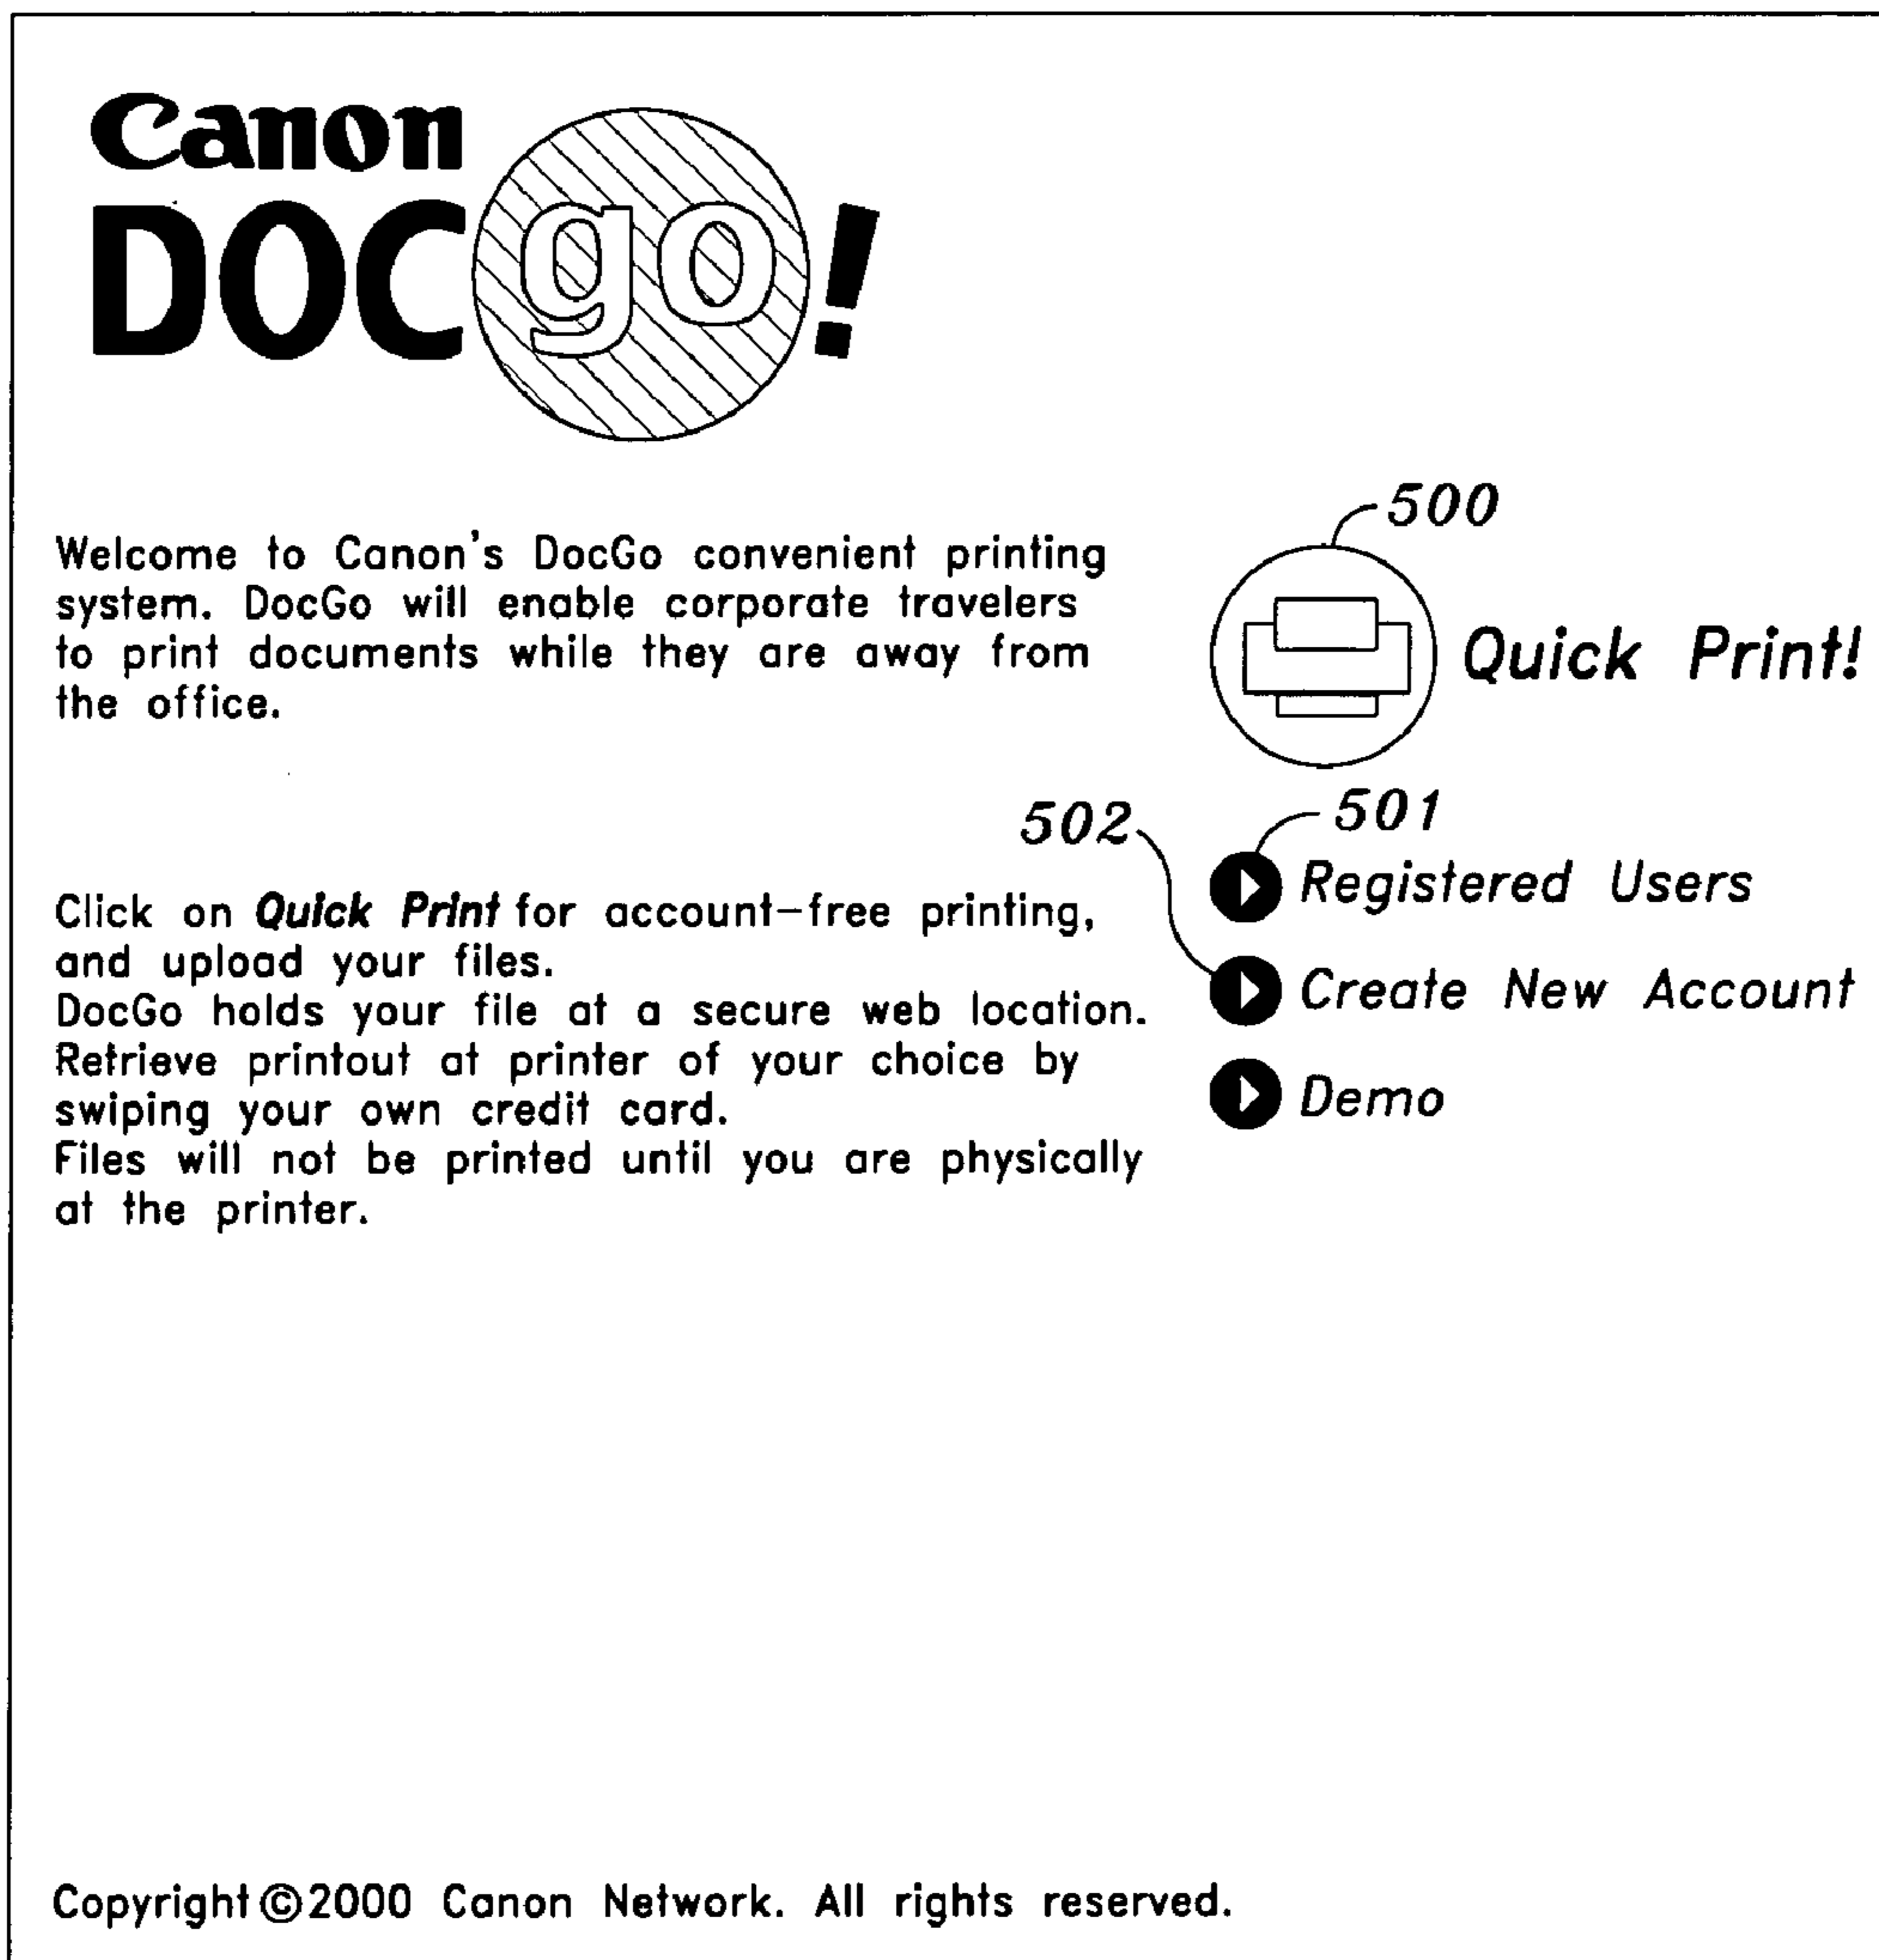 Canon
DOCgo!
Welcome to Canon's DocGo convenient printing
system. DocGo will enable corporate travelers
to print documents while they are away from
the office.
500
Quick Print!
502
501
Registered Users
Create New Account
Demo
Click on Quick Print for account-free printing,
and upload your files.
DocGo holds your file at a secure web location.
Retrieve printout at printer of your choice by
swiping your own credit card.
Files will not be printed until you are physically
at the printer.
Copyright©2000 Canon Network. All rights reserved.